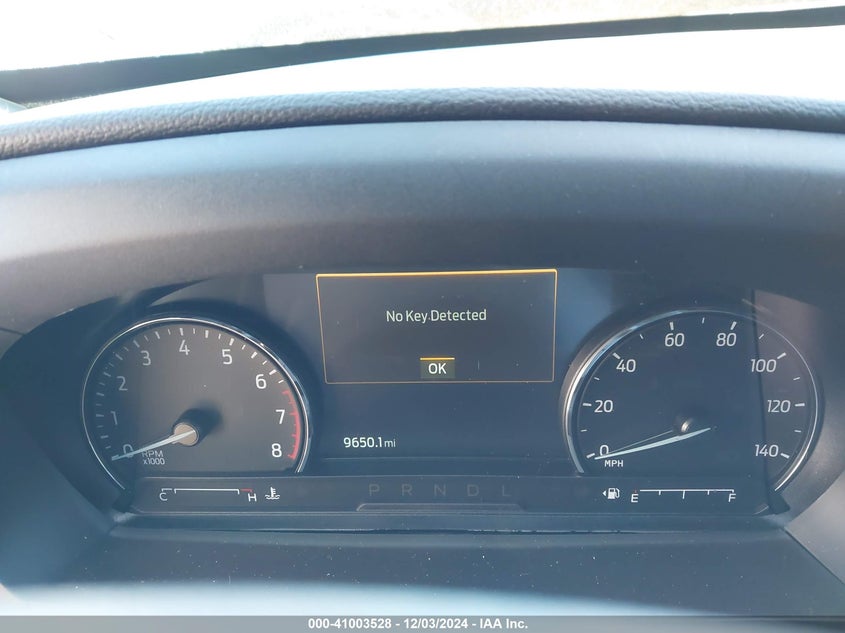 No Key Detected
OK
0 1 2 3 4 5 6 7 8
RPM
x1000
9650.1 mi
0 20 40 60 80 100 120 140
MPH
C H
P R N D L
E F
000-41003528 - 12/03/2024 - IAA Inc.